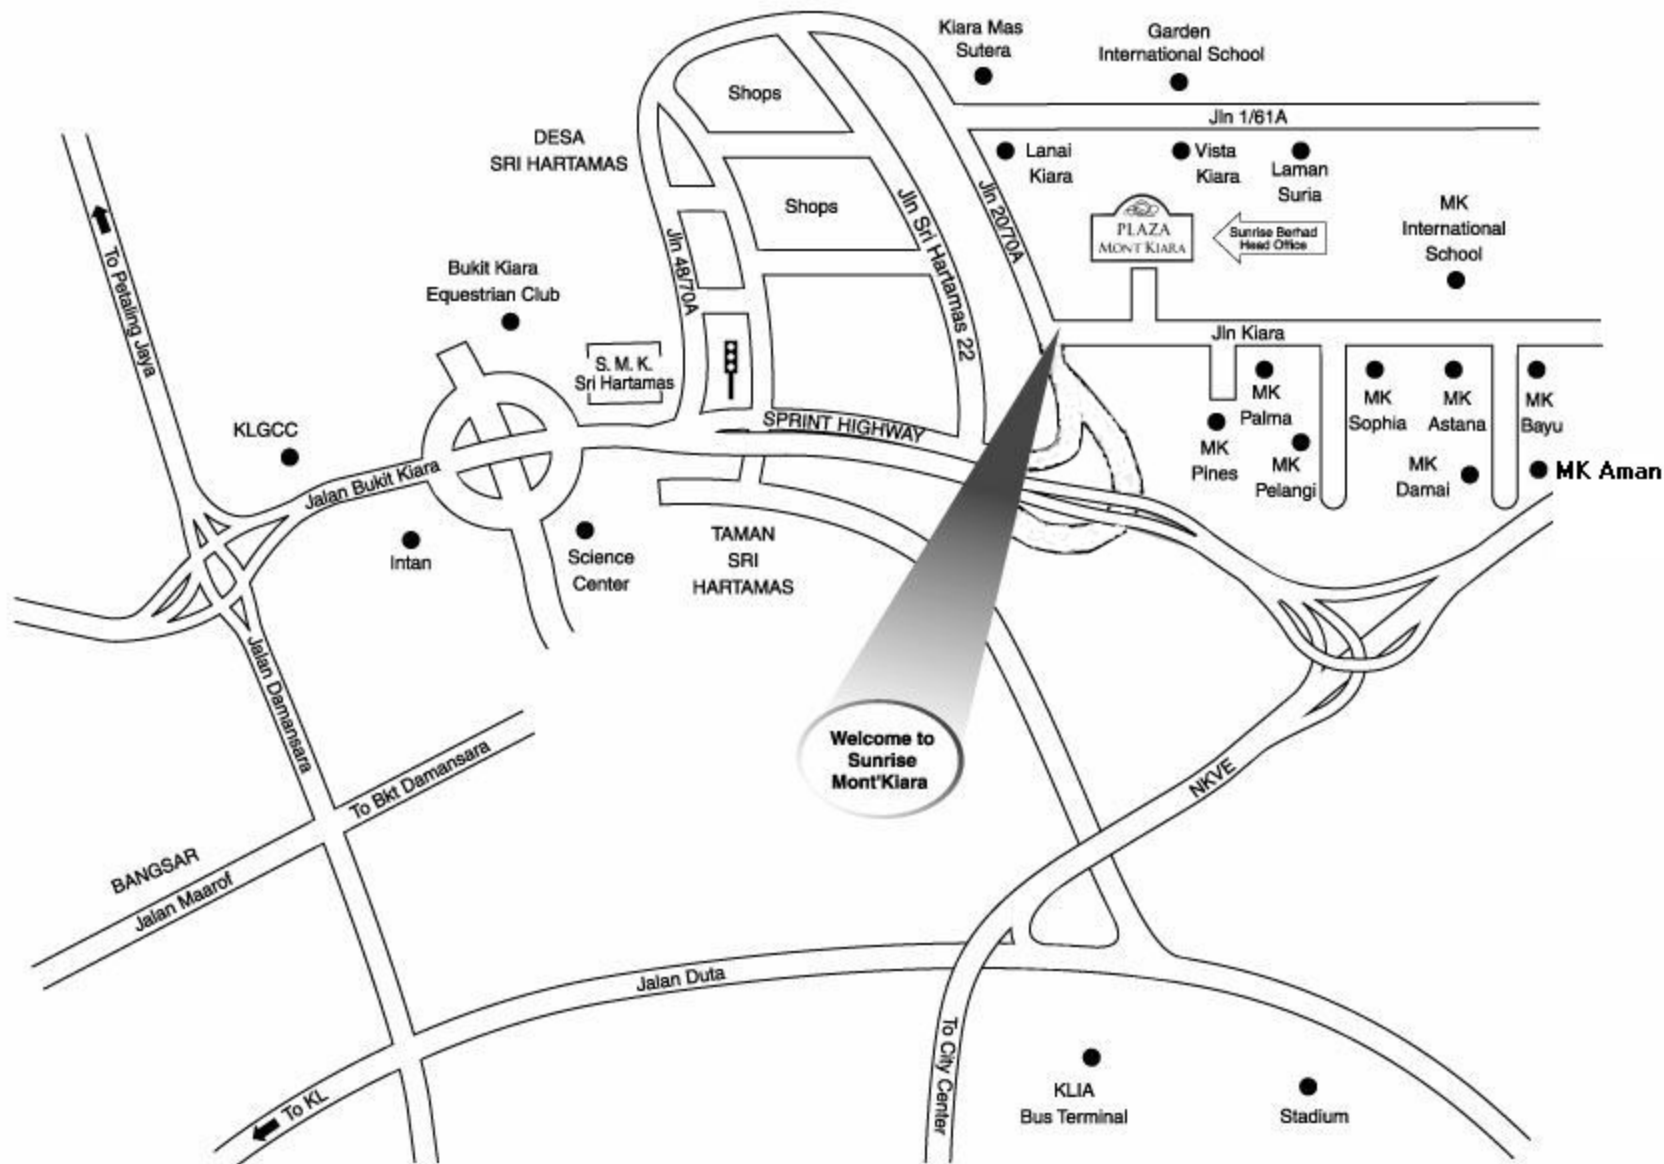 Kiara Mas
Sutera
Garden
International School
Shops
Jln 1/61A
DESA
SRI HARTAMAS
Lanai
Kiara
Vista
Kiara
Laman
Suria
Shops
Jln Sri Hartamas 22
Jln 20/70A
MK
International
School
PLAZA
MONT'KIARA
Sunrise Berhad
Head Office
To Petaling Jaya
Jln 48/70A
Bukit Kiara
Equestrian Club
Jln Kiara
S. M. K.
Sri Hartamas
MK
Palma
MK
Sophia
MK
Astana
MK
Bayu
SPRINT HIGHWAY
KLGCC
MK
Pines
MK
Pelangi
MK
Damai
MK Aman
Jalan Bukit Kiara
Intan
Science
Center
TAMAN
SRI
HARTAMAS
Jalan Damansara
Welcome to
Sunrise
Mont'Kiara
To Bkt Damansara
NKVE
BANGSAR
Jalan Maarof
Jalan Duta
To City Center
To KL
KLIA
Bus Terminal
Stadium